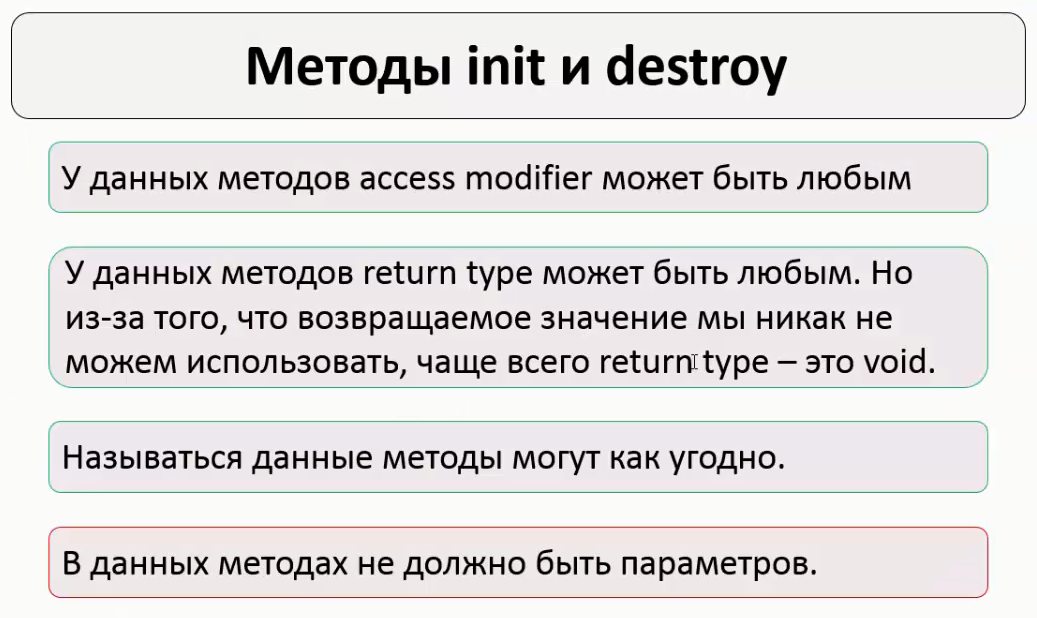 Методы init и destroy
У данных методов access modifier может быть любым
У данных методов return type может быть любым. Но
из-за того, что возвращаемое значение мы никак не
можем использовать, чаще всего return type – это void.
Называться данные методы могут как угодно.
В данных методах не должно быть параметров.